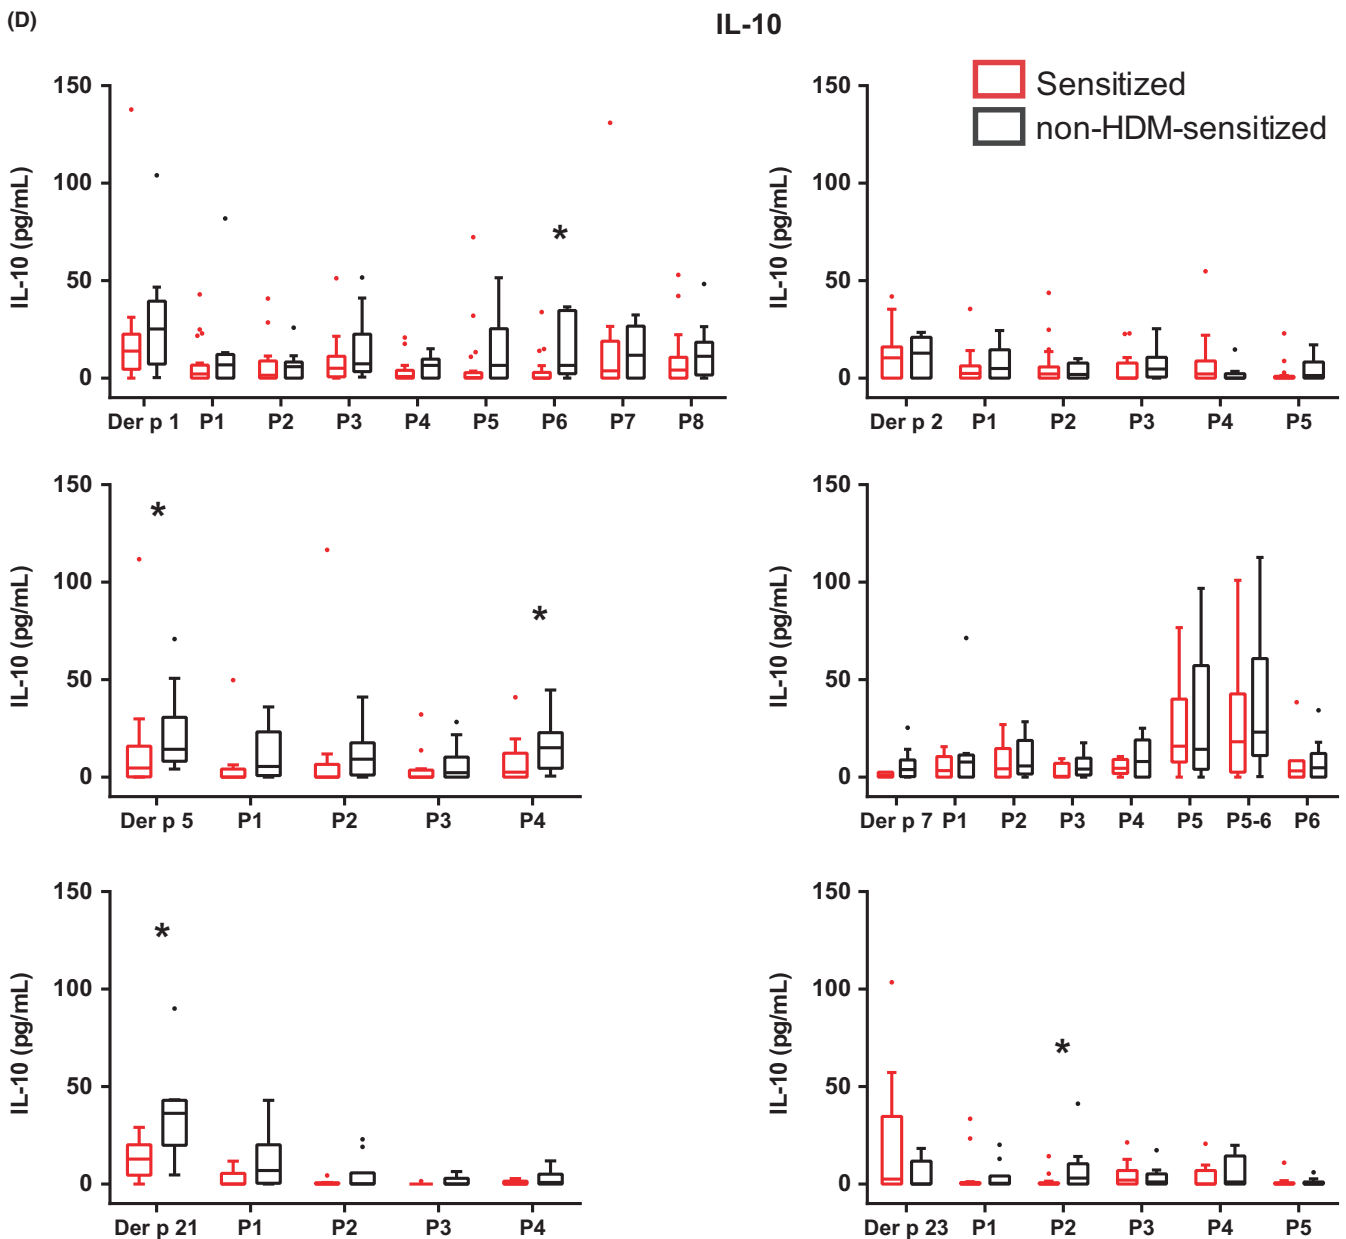 (D)
IL-10
Sensitized
non-HDM-sensitized
IL-10 (pg/mL)
150
100
50
0
Der p 1 P1 P2 P3 P4 P5 P6 P7 P8
*
IL-10 (pg/mL)
150
100
50
0
Der p 2 P1 P2 P3 P4 P5
IL-10 (pg/mL)
150
100
50
0
Der p 5 P1 P2 P3 P4
*
*
IL-10 (pg/mL)
150
100
50
0
Der p 7 P1 P2 P3 P4 P5 P5-6 P6
IL-10 (pg/mL)
150
100
50
0
Der p 21 P1 P2 P3 P4
*
IL-10 (pg/mL)
150
100
50
0
Der p 23 P1 P2 P3 P4 P5
*